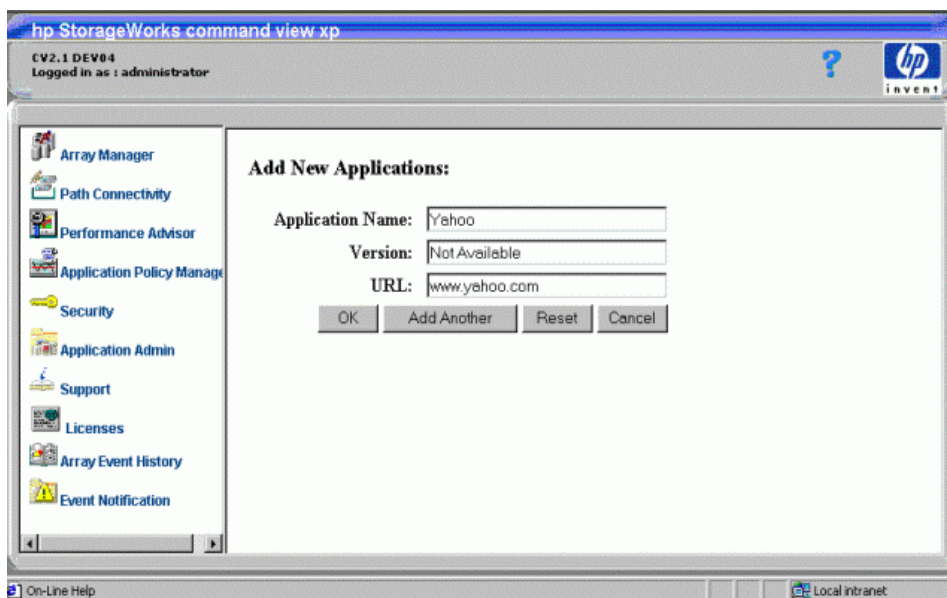 hp StorageWorks command view xp
CV2.1 DEV04
Logged in as : administrator
?
hp
invent
Array Manager
Path Connectivity
Performance Advisor
Application Policy Manage
Security
Application Admin
Support
Licenses
Array Event History
Event Notification
Add New Applications:
Application Name: Yahoo
Version: Not Available
URL: www.yahoo.com
OK Add Another Reset Cancel
On-Line Help
Local intranet